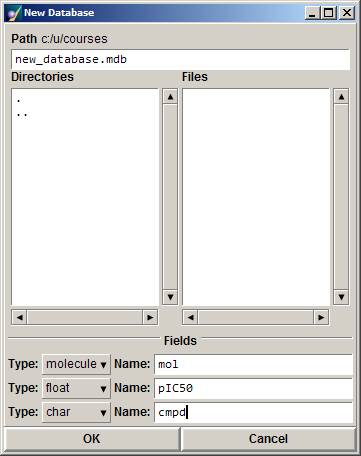 New Database
Path c:/u/courses
new_database.mdb
Directories Files
.
..
Fields
Type: molecule Name: mol
Type: float Name: pIC50
Type: char Name: cmpd
OK Cancel